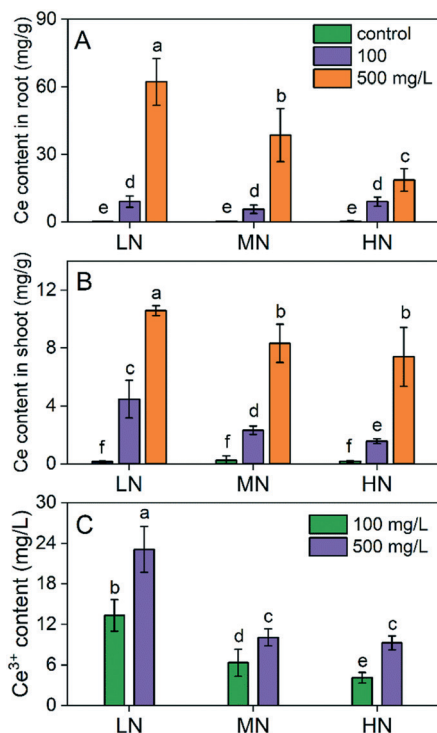 A
Ce content in root (mg/g)
90
60
30
0
control
100
500 mg/L
e d a
e d b
e d c
LN MN HN
B
Ce content in shoot (mg/g)
12
8
4
0
f c a
f d b
f e b
LN MN HN
C
Ce3+ content (mg/L)
30
24
18
12
6
0
100 mg/L
500 mg/L
b a
d c
e c
LN MN HN